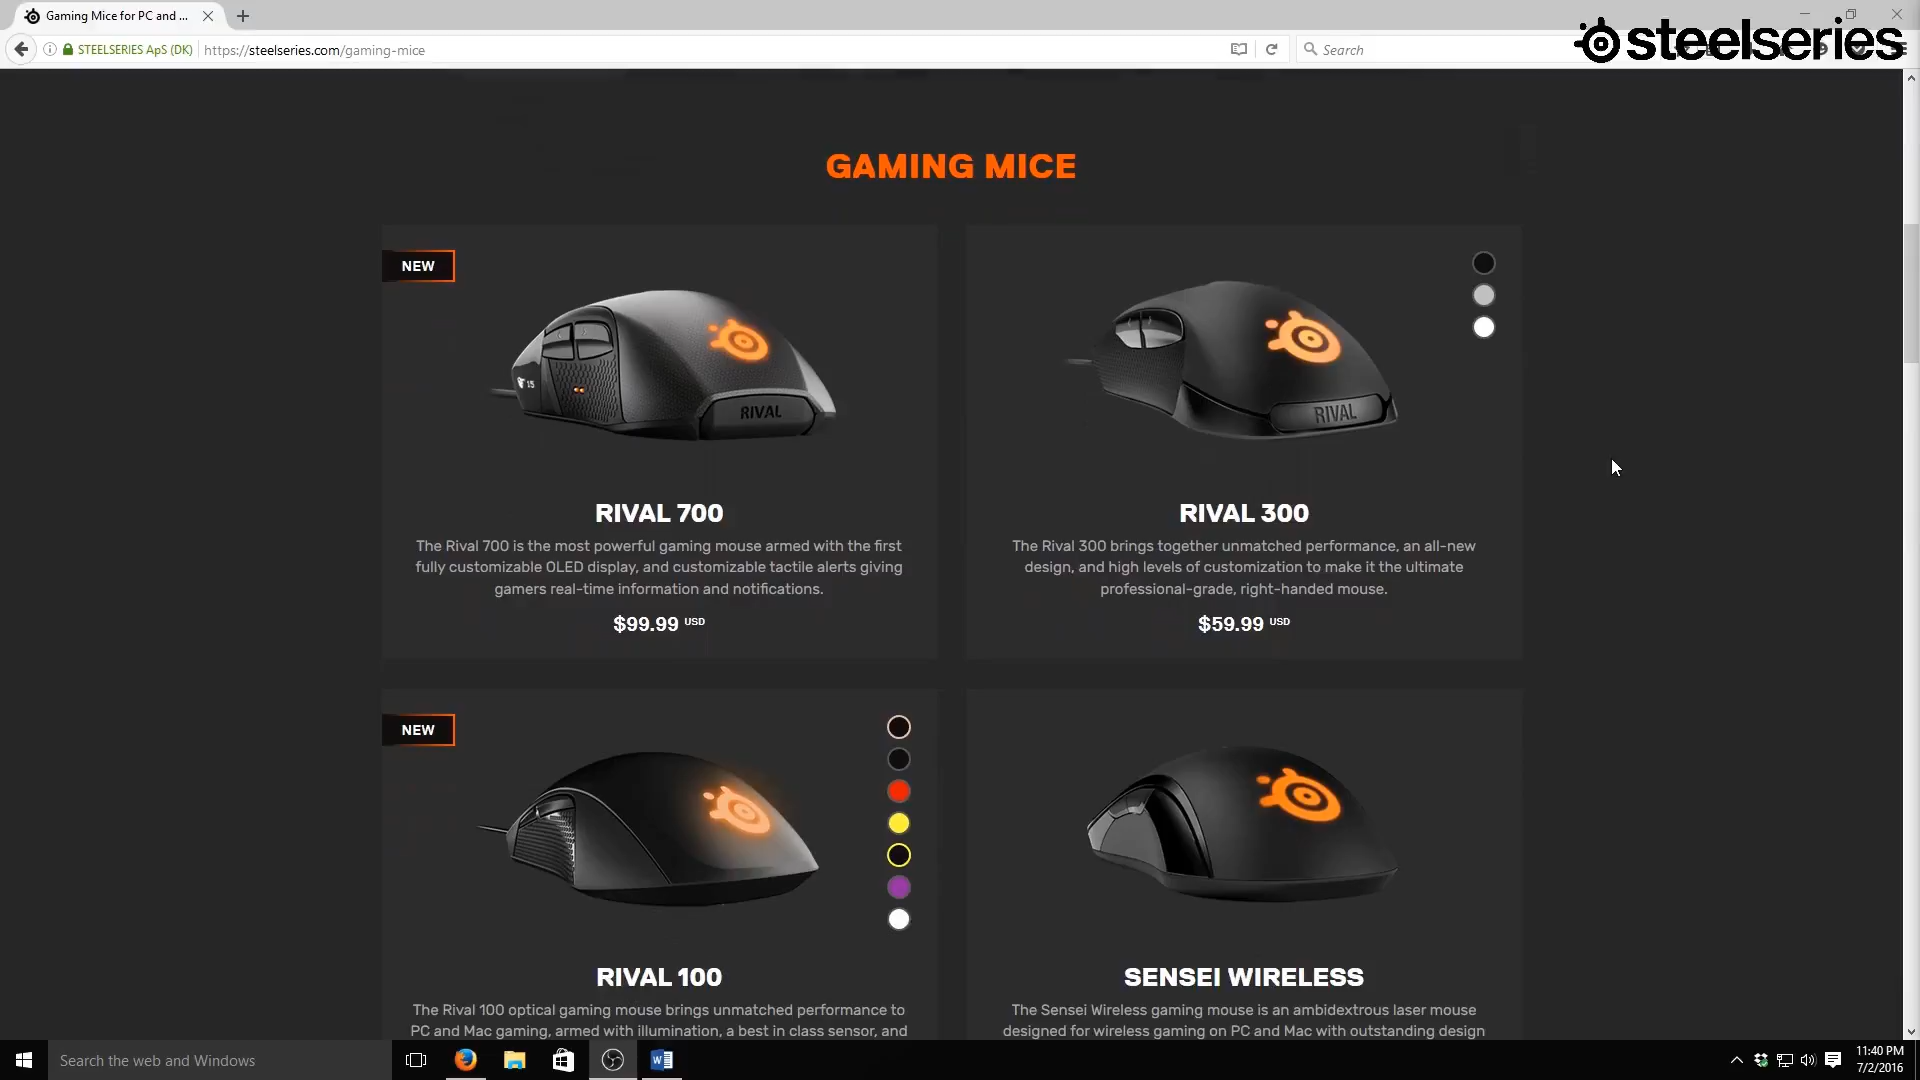 Gaming Mice for PC and ...
STEELSERIES ApS (DK)
https://steelseries.com/gaming-mice
Search
steelseries
GAMING MICE
NEW
15
RIVAL
RIVAL
RIVAL 700
The Rival 700 is the most powerful gaming mouse armed with the first
fully customizable OLED display, and customizable tactile alerts giving
gamers real-time information and notifications.
$99.99 USD
RIVAL 300
The Rival 300 brings together unmatched performance, an all-new
design, and high levels of customization to make it the ultimate
professional-grade, right-handed mouse.
$59.99 USD
NEW
RIVAL 100
The Rival 100 optical gaming mouse brings unmatched performance to
PC and Mac gaming, armed with illumination, a best in class sensor, and
SENSEI WIRELESS
The Sensei Wireless gaming mouse is an ambidextrous laser mouse
designed for wireless gaming on PC and Mac with outstanding design
Search the web and Windows
11:40 PM
7/2/2016